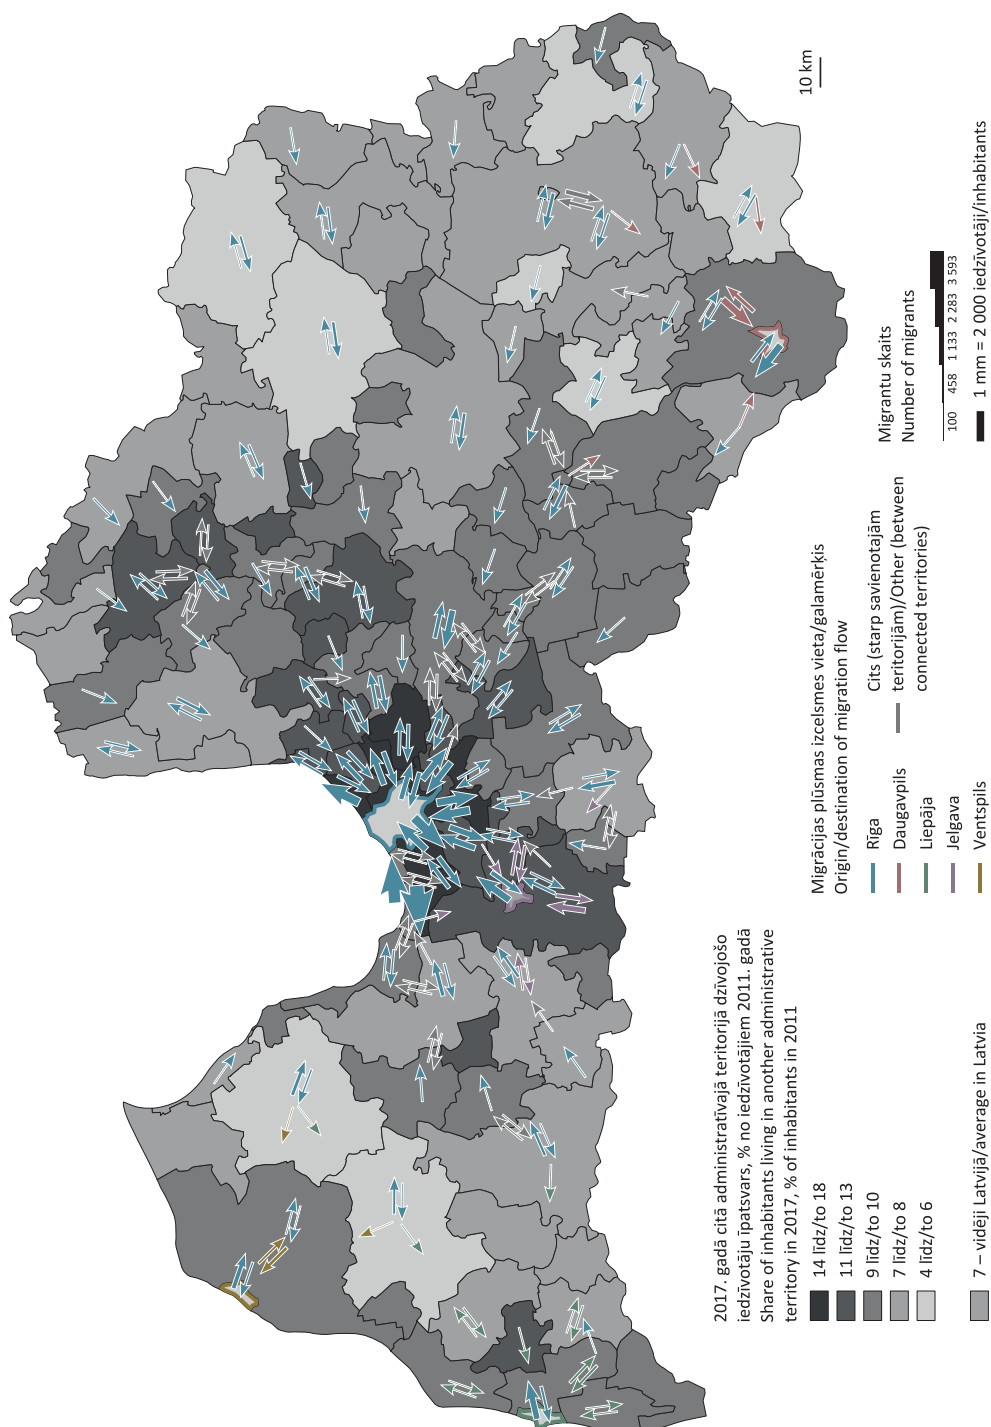 10 km
2017. gadā citā administratīvajā teritorijā dzīvojošo
iedzīvotāju īpatsvars, % no iedzīvotājiem 2011. gadā
Share of inhabitants living in another administrative
territory in 2017, % of inhabitants in 2011
14 līdz/to 18
11 līdz/to 13
9 līdz/to 10
7 līdz/to 8
4 līdz/to 6
7 – vidēji Latvijā/average in Latvia
Migrācijas plūsmas izcelsmes vieta/galamērķis
Origin/destination of migration flow
Rīga
Daugavpils
Liepāja
Jelgava
Ventspils
Cits (starp savienotajām
teritorijām)/Other (between
connected territories)
Migrantu skaits
Number of migrants
100 458 1 133 2 283 3 593
1 mm = 2 000 iedzīvotāji/inhabitants